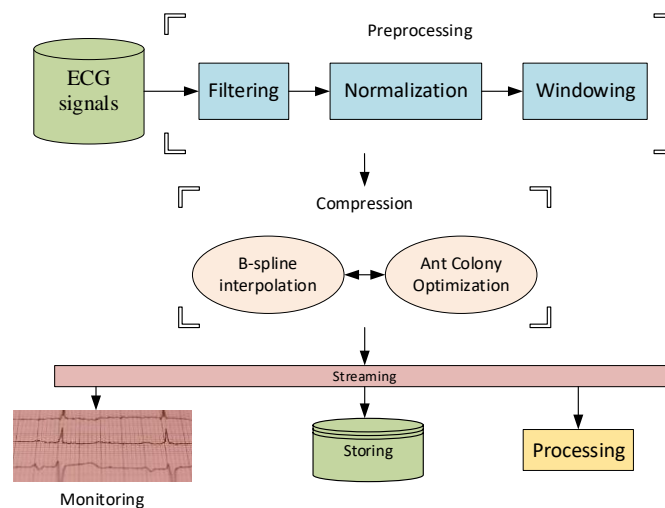 Preprocessing
ECG
signals
Filtering
Normalization
Windowing
Compression
B-spline
interpolation
Ant Colony
Optimization
Streaming
Storing
Processing
Monitoring